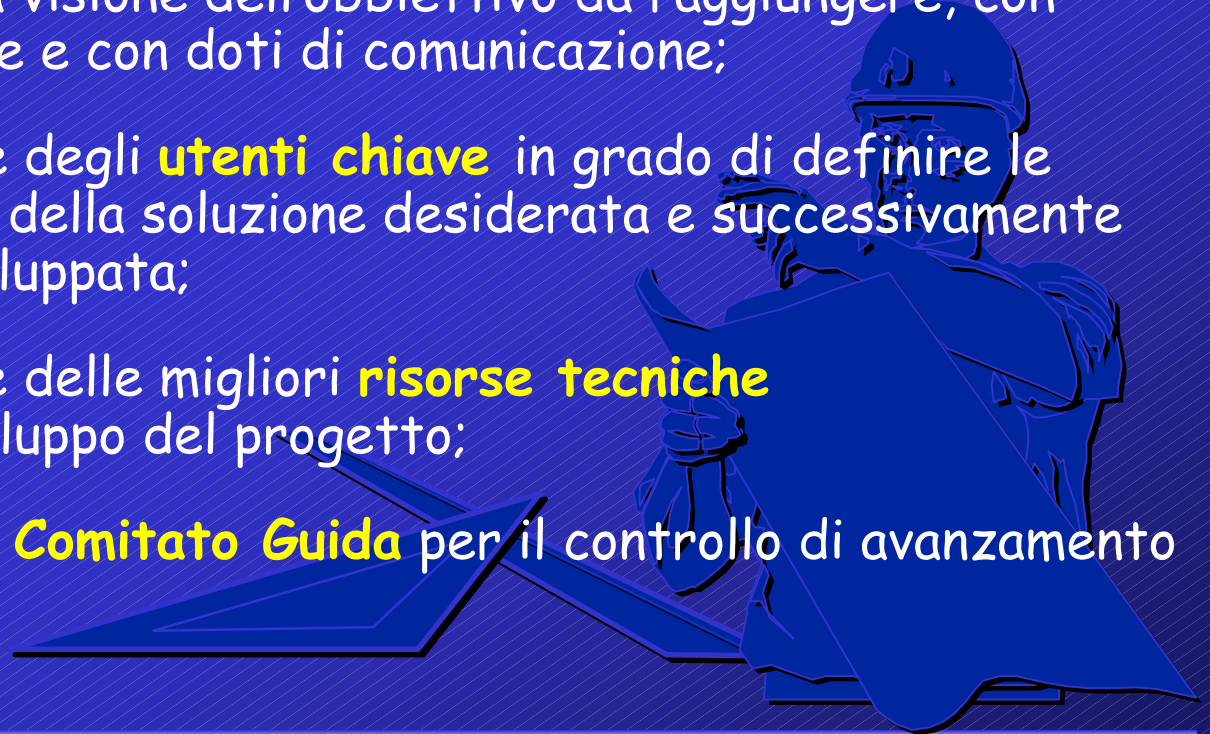 visione dell'obbiettivo da raggiungere, con
e e con doti di comunicazione;
e degli utenti chiave in grado di definire le
della soluzione desiderata e successivamente
luppata;
e delle migliori risorse tecniche
luppo del progetto;
Comitato Guida per il controllo di avanzamento